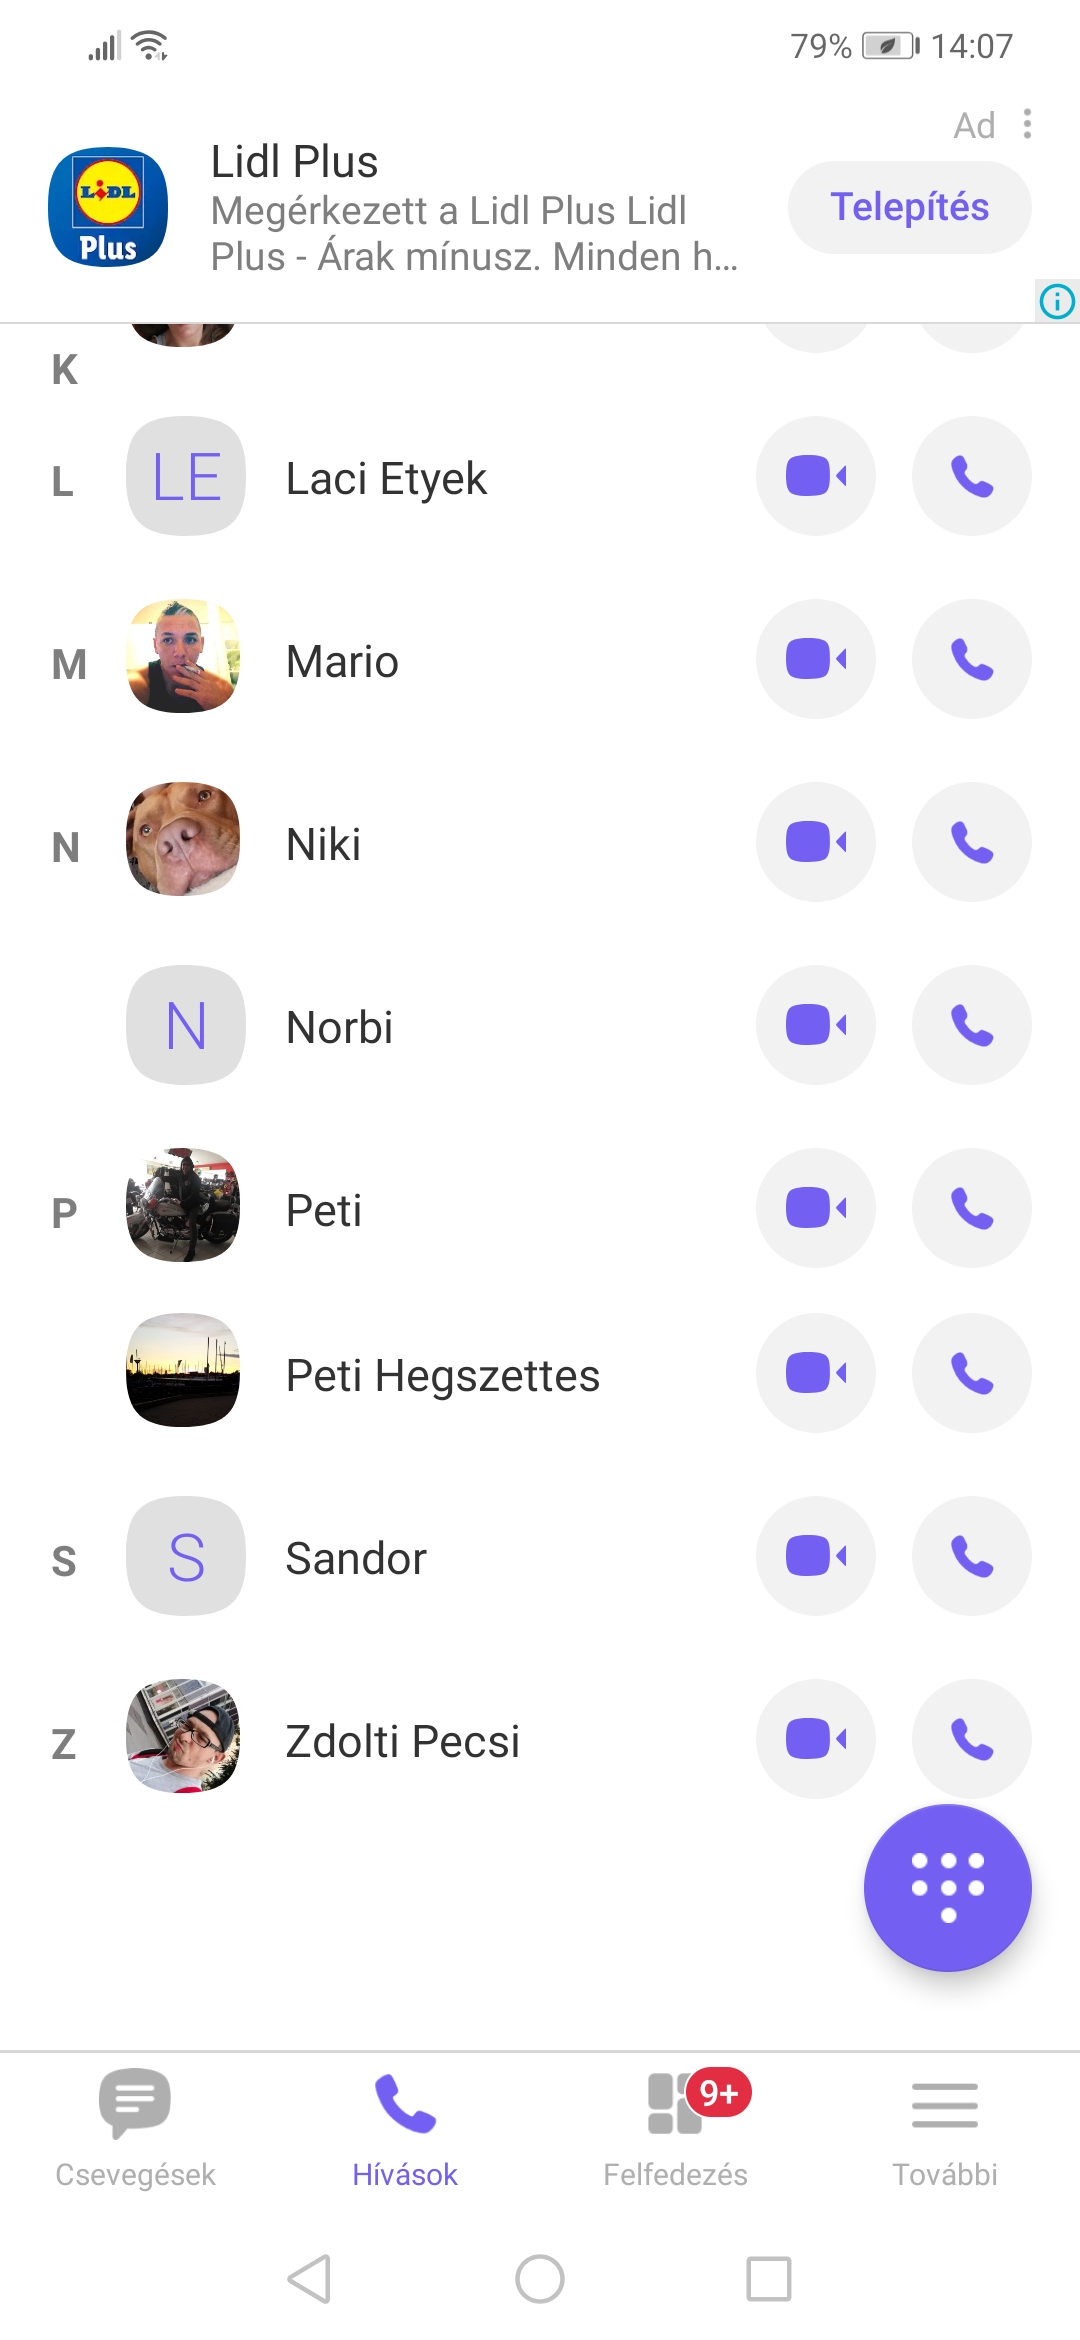 79% 14:07
Ad
LIDL
Plus
Lidl Plus
Megérkezett a Lidl Plus Lidl
Plus - Árak mínusz. Minden h...
Telepítés
K
L LE Laci Etyek
M Mario
N Niki
N Norbi
P Peti
Peti Hegszettes
S S Sandor
Z Zdolti Pecsi
9+
Csevegések Hívások Felfedezés További